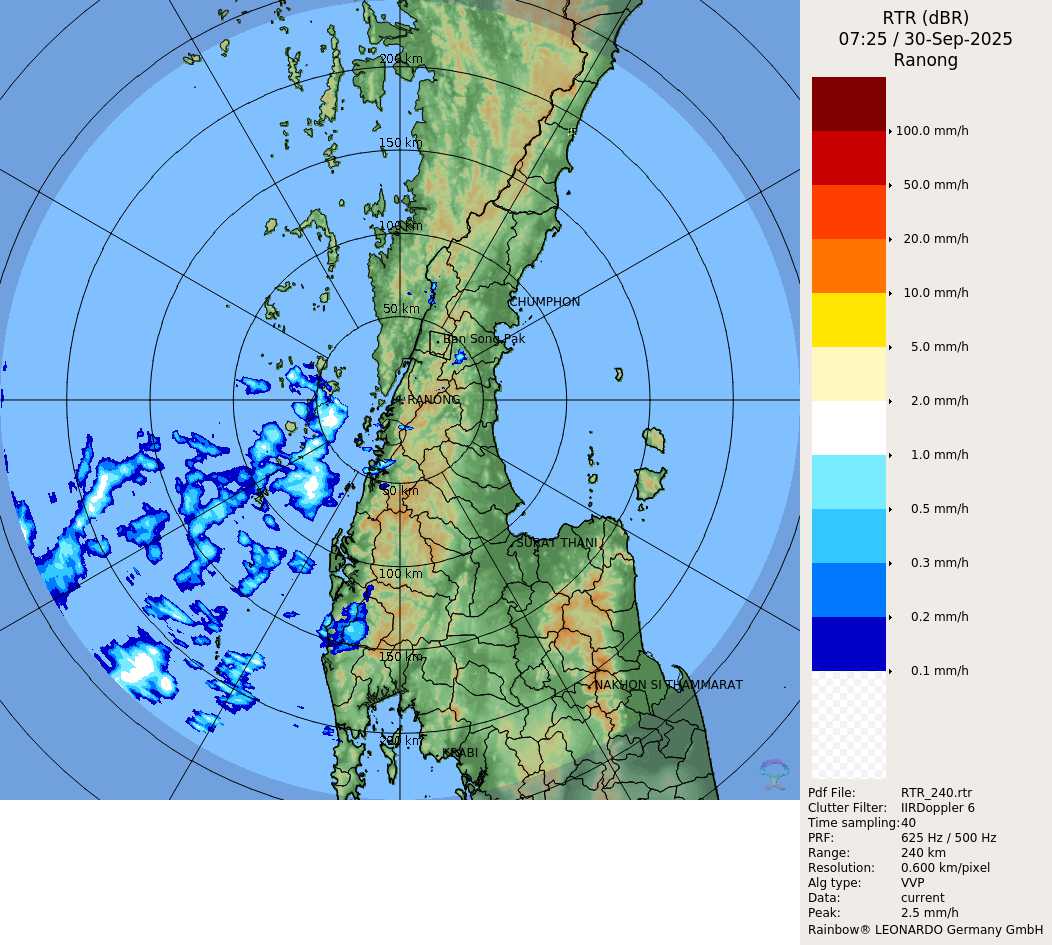 RTR (dBR)
07:25 / 30-Sep-2025
Ranong
200 km
150 km
100 km
50 km
CHUMPHON
Ban Song Pak
RANONG
50 km
SURAT THANI
100 km
150 km
NAKHON SI THAMMARAT
200 km
KRABI
100.0 mm/h
50.0 mm/h
20.0 mm/h
10.0 mm/h
5.0 mm/h
2.0 mm/h
1.0 mm/h
0.5 mm/h
0.3 mm/h
0.2 mm/h
0.1 mm/h
Pdf File: RTR_240.rtr
Clutter Filter: IIRDoppler 6
Time sampling:40
PRF: 625 Hz / 500 Hz
Range: 240 km
Resolution: 0.600 km/pixel
Alg type: VVP
Data: current
Peak: 2.5 mm/h
Rainbow® LEONARDO Germany GmbH